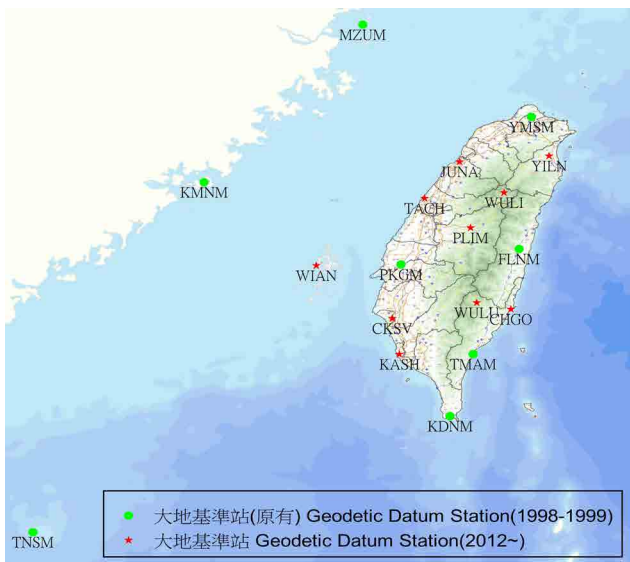 MZUM
YMSM
JUNA
YILN
KMNM
TACH
WULI
PLIM
FLNM
WIAN
PKGM
WULU
CHGO
CKSV
KASH
TMAM
KDNM
TNSM
大地基準站(原有) Geodetic Datum Station(1998-1999)
大地基準站 Geodetic Datum Station(2012~)